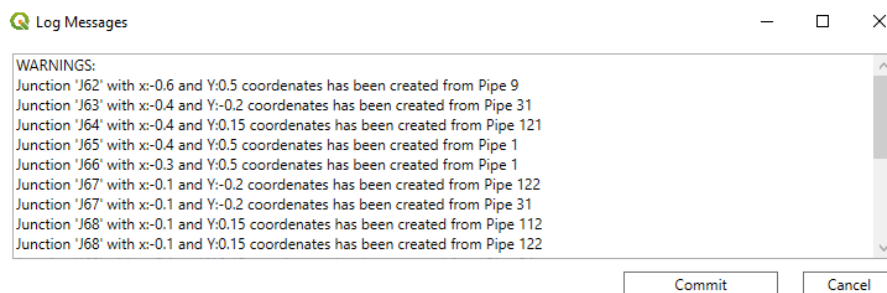 Log Messages
WARNINGS:
Junction 'J62' with x:-0.6 and Y:0.5 coordenates has been created from Pipe 9
Junction 'J63' with x:-0.4 and Y:-0.2 coordenates has been created from Pipe 31
Junction 'J64' with x:-0.4 and Y:0.15 coordenates has been created from Pipe 121
Junction 'J65' with x:-0.4 and Y:0.5 coordenates has been created from Pipe 1
Junction 'J66' with x:-0.3 and Y:0.5 coordenates has been created from Pipe 1
Junction 'J67' with x:-0.1 and Y:-0.2 coordenates has been created from Pipe 122
Junction 'J67' with x:-0.1 and Y:-0.2 coordenates has been created from Pipe 31
Junction 'J68' with x:-0.1 and Y:0.15 coordenates has been created from Pipe 112
Junction 'J68' with x:-0.1 and Y:0.15 coordenates has been created from Pipe 122
Commit Cancel